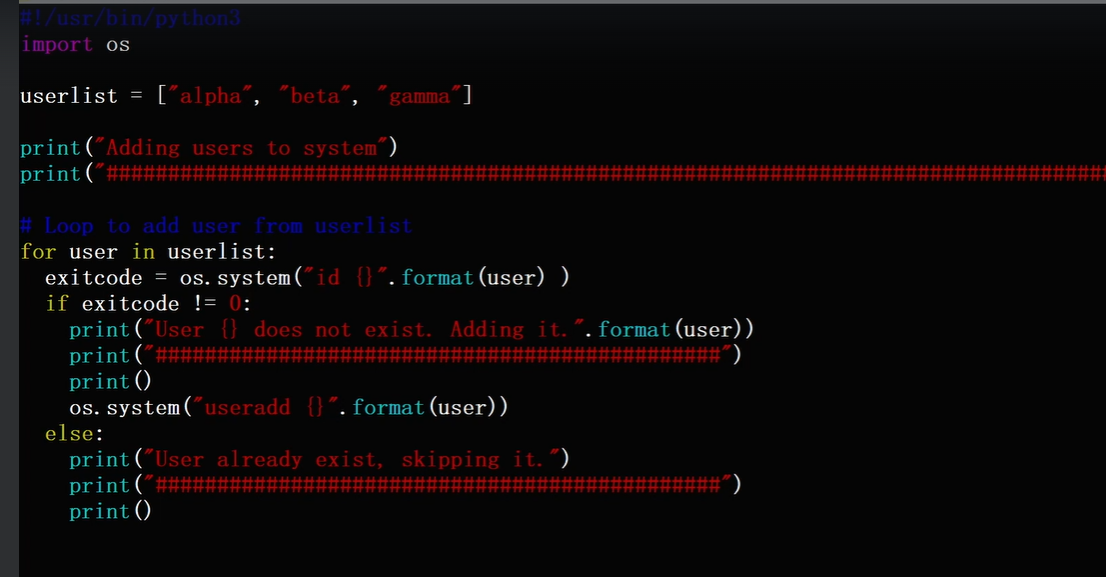 #!/usr/bin/python3
import os

userlist = ["alpha", "beta", "gamma"]

print("Adding users to system")
print("#################################################################################

# Loop to add user from userlist
for user in userlist:
  exitcode = os.system("id {}".format(user) )
  if exitcode != 0:
    print("User {} does not exist. Adding it.".format(user))
    print("##############################################")
    print()
    os.system("useradd {}".format(user))
  else:
    print("User already exist, skipping it.")
    print("##############################################")
    print()